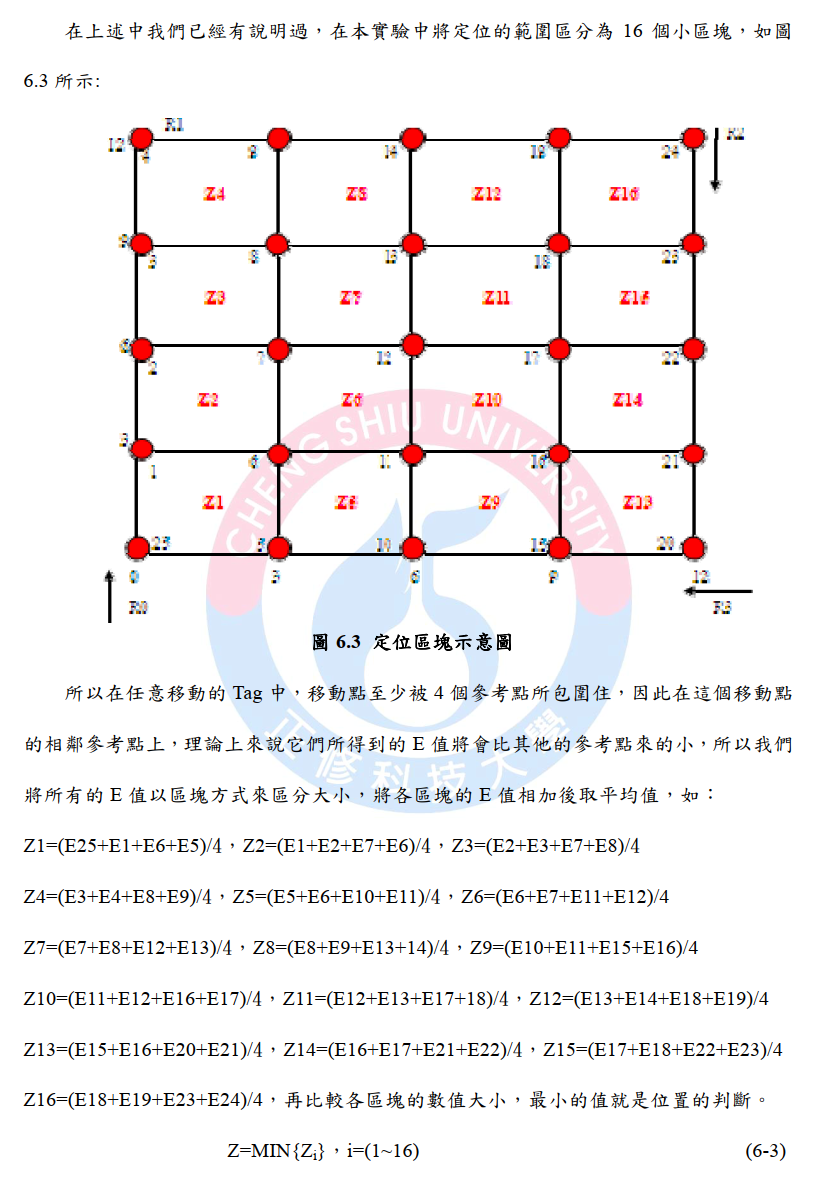 在上述中我們已經有說明過，在本實驗中將定位的範圍區分為 16 個小區塊，如圖
6.3 所示:
R1
R2
12
4
9
14
19
24
Z4
Z8
Z12
Z16
9
3
8
13
18
23
Z3
Z7
Z11
Z15
6
2
7
12
17
22
Z2
Z6
Z10
Z14
3
1
6
11
16
21
Z1
Z5
Z9
Z13
25
5
10
15
20
0
3
6
9
12
R0
R3
CHENG SHIU UNIVERSITY
圖 6.3 定位區塊示意圖
所以在任意移動的 Tag 中，移動點至少被 4 個參考點所包圍住，因此在這個移動點
的相鄰參考點上，理論上來說它們所得到的 E 值將會比其他的參考點來的小，所以我們
正修科技大學
將所有的 E 值以區塊方式來區分大小，將各區塊的 E 值相加後取平均值，如：
Z1=(E25+E1+E6+E5)/4，Z2=(E1+E2+E7+E6)/4，Z3=(E2+E3+E7+E8)/4
Z4=(E3+E4+E8+E9)/4，Z5=(E5+E6+E10+E11)/4，Z6=(E6+E7+E11+E12)/4
Z7=(E7+E8+E12+E13)/4，Z8=(E8+E9+E13+14)/4，Z9=(E10+E11+E15+E16)/4
Z10=(E11+E12+E16+E17)/4，Z11=(E12+E13+E17+18)/4，Z12=(E13+E14+E18+E19)/4
Z13=(E15+E16+E20+E21)/4，Z14=(E16+E17+E21+E22)/4，Z15=(E17+E18+E22+E23)/4
Z16=(E18+E19+E23+E24)/4，再比較各區塊的數值大小，最小的值就是位置的判斷。
Z=MIN{Zi}，i=(1~16) (6-3)